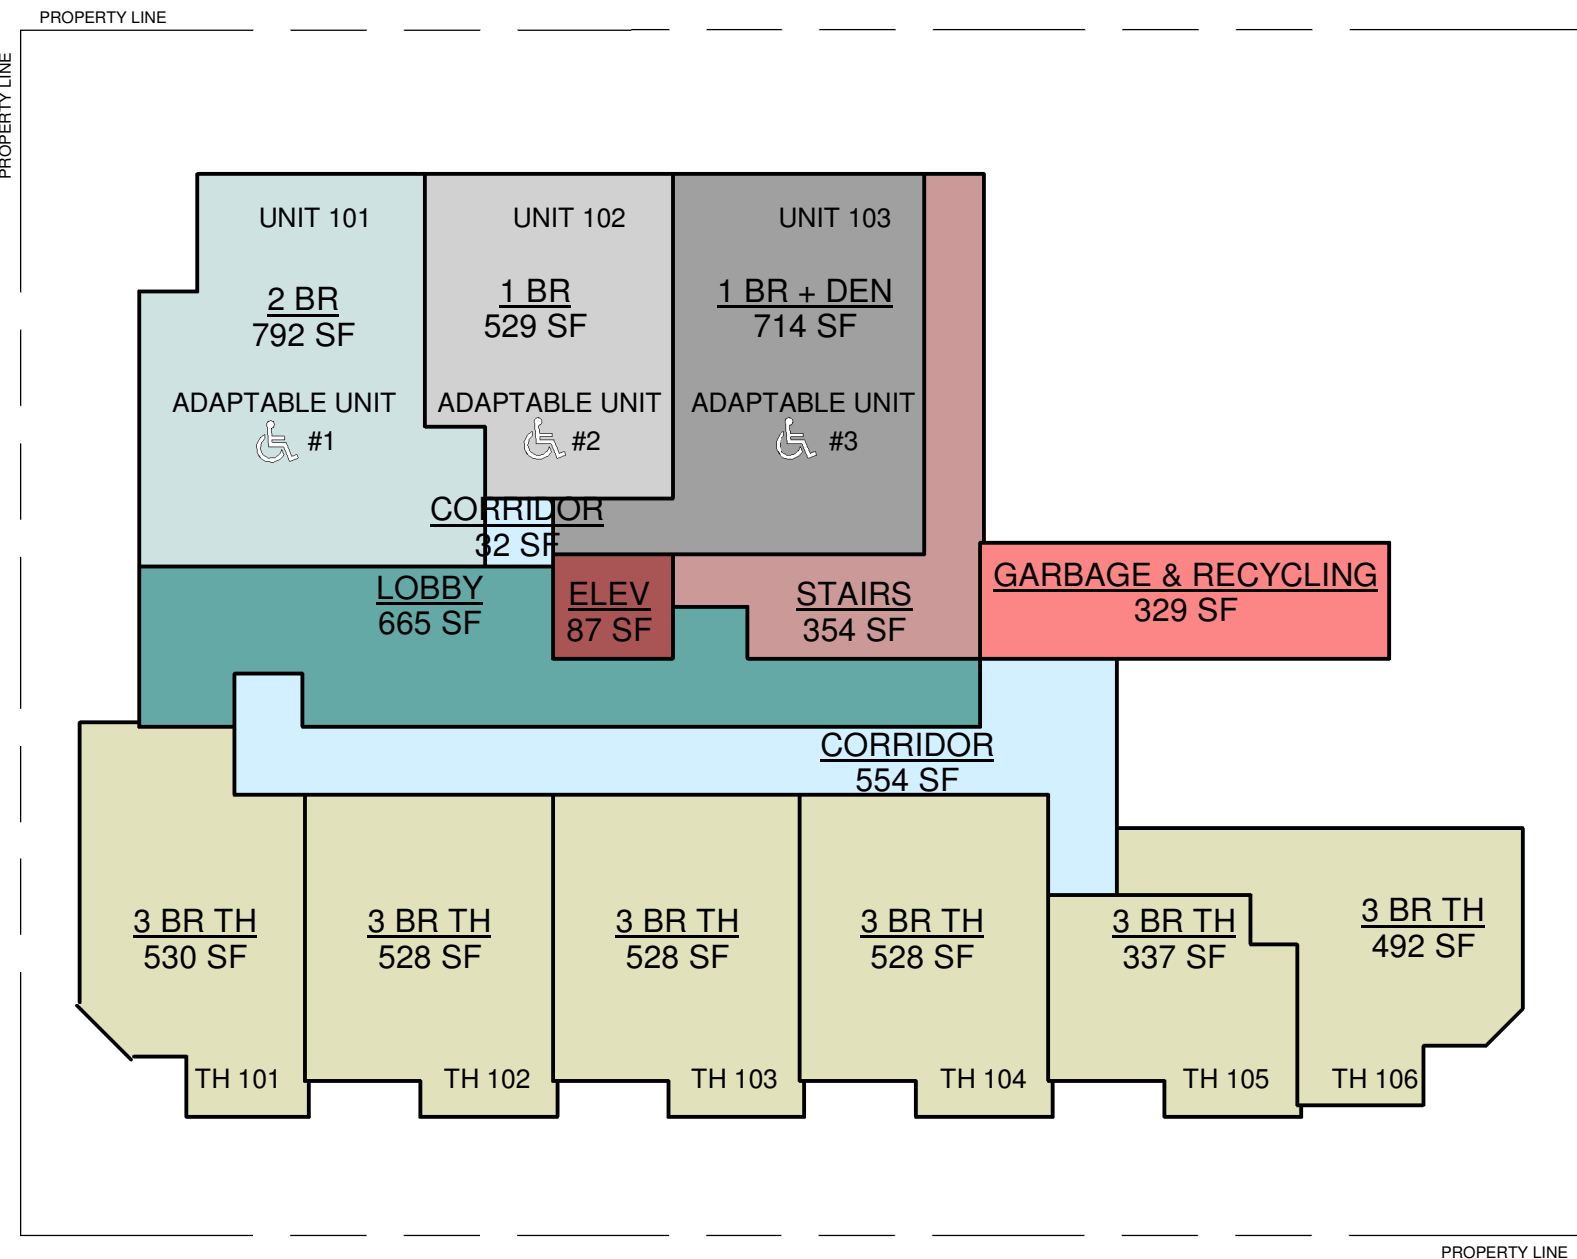 PROPERTY LINE
PROPERTY LINE
UNIT 101
2 BR
792 SF
ADAPTABLE UNIT
#1
UNIT 102
1 BR
529 SF
ADAPTABLE UNIT
#2
UNIT 103
1 BR + DEN
714 SF
ADAPTABLE UNIT
#3
CORRIDOR
32 SF
LOBBY
665 SF
ELEV
87 SF
STAIRS
354 SF
GARBAGE & RECYCLING
329 SF
CORRIDOR
554 SF
3 BR TH
530 SF
TH 101
3 BR TH
528 SF
TH 102
3 BR TH
528 SF
TH 103
3 BR TH
528 SF
TH 104
3 BR TH
337 SF
TH 105
3 BR TH
492 SF
TH 106
PROPERTY LINE